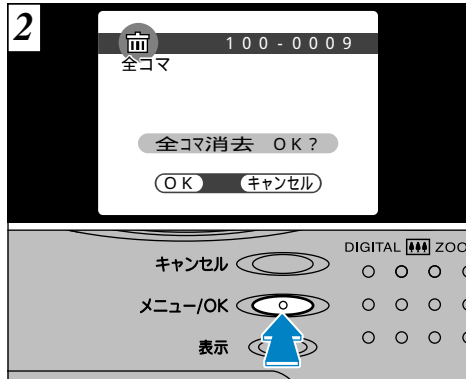 2
100-0009
全コマ
全コマ消去 OK?
OK キャンセル
キャンセル
DIGITAL ZOO
メニュー/OK
表示